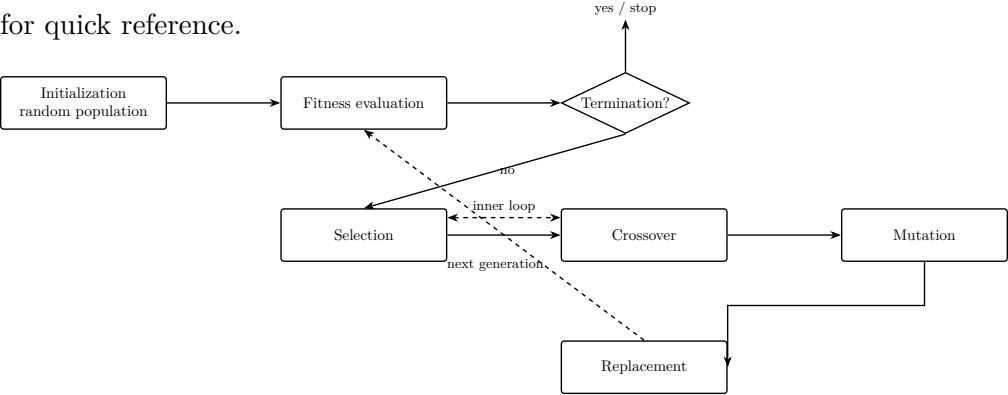 for quick reference.
yes / stop
Initialization
random population
Fitness evaluation
Termination?
no
inner loop
Selection
Crossover
Mutation
next generation
Replacement